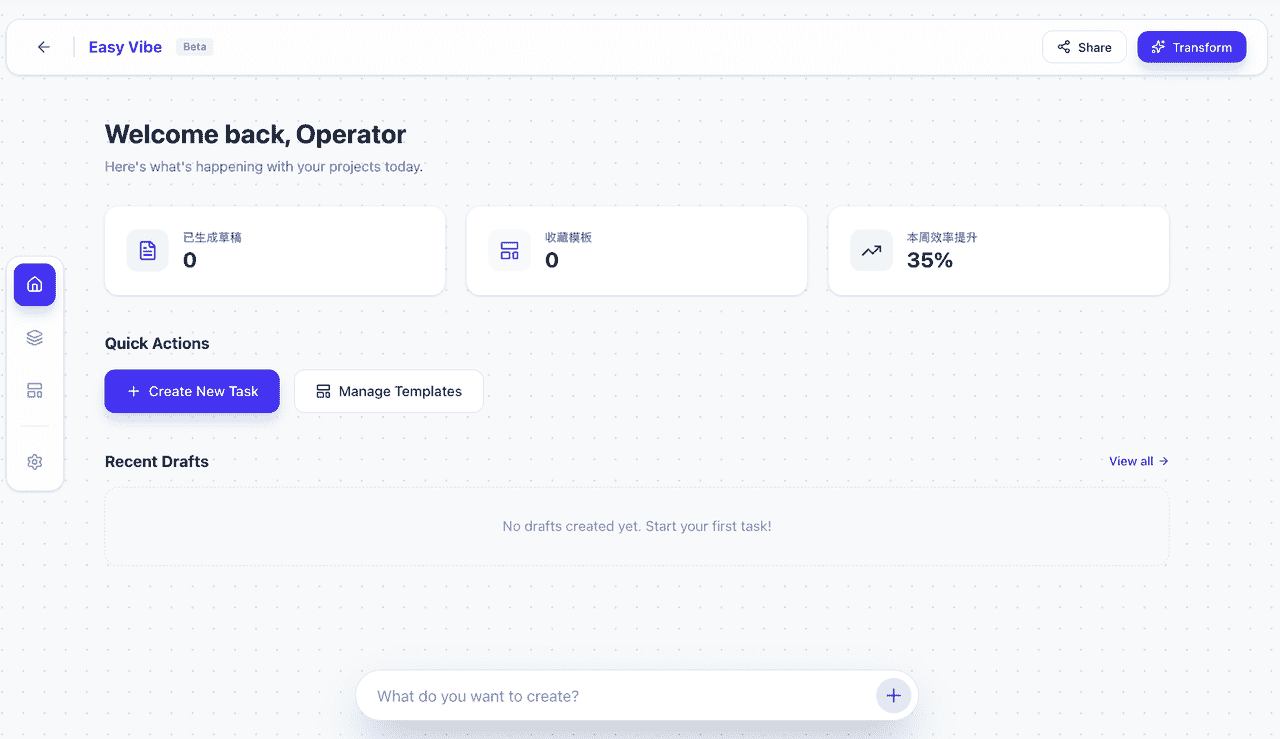 Easy Vibe
Beta
Share
Transform
Welcome back, Operator
Here's what's happening with your projects today.
已生成草稿
0
收藏模板
0
本周效率提升
35%
Quick Actions
Create New Task
Manage Templates
Recent Drafts
View all
No drafts created yet. Start your first task!
What do you want to create?